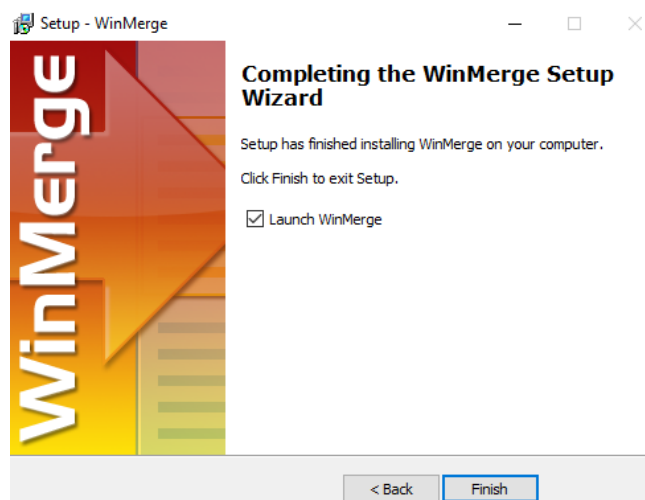 Setup - WinMerge
WinMerge
Completing the WinMerge Setup
Wizard
Setup has finished installing WinMerge on your computer.
Click Finish to exit Setup.
Launch WinMerge
< Back
Finish